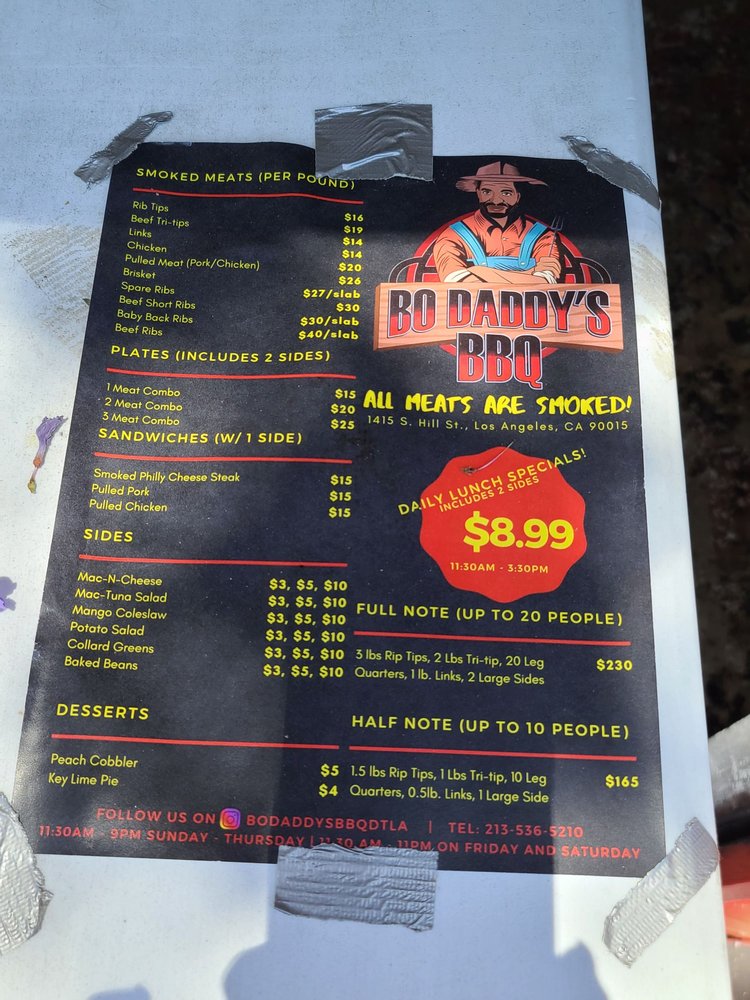 SMOKED MEATS (PER POUND)
Rib Tips $16
Beef Tri-tips $19
Links $14
Chicken $14
Pulled Meat (Pork/Chicken) $20
Brisket $26
Spare Ribs $27/slab
Beef Short Ribs $30
Baby Back Ribs $30/slab
Beef Ribs $40/slab
PLATES (INCLUDES 2 SIDES)
1 Meat Combo $15
2 Meat Combo $20
3 Meat Combo $25
SANDWICHES (W/ 1 SIDE)
Smoked Philly Cheese Steak $15
Pulled Pork $15
Pulled Chicken $15
SIDES
Mac-N-Cheese $3, $5, $10
Mac-Tuna Salad $3, $5, $10
Mango Coleslaw $3, $5, $10
Potato Salad $3, $5, $10
Collard Greens $3, $5, $10
Baked Beans $3, $5, $10
DESSERTS
Peach Cobbler $5
Key Lime Pie $4
BO DADDY'S
BBQ
ALL MEATS ARE SMOKED!
1415 S. Hill St., Los Angeles, CA 90015
DAILY LUNCH SPECIALS!
INCLUDES 2 SIDES
$8.99
11:30AM - 3:30PM
FULL NOTE (UP TO 20 PEOPLE)
3 lbs Rip Tips, 2 Lbs Tri-tip, 20 Leg $230
Quarters, 1 lb. Links, 2 Large Sides
HALF NOTE (UP TO 10 PEOPLE)
1.5 lbs Rip Tips, 1 Lbs Tri-tip, 10 Leg $165
Quarters, 0.5lb. Links, 1 Large Side
FOLLOW US ON BODADDYSBBQDTLA | TEL: 213-536-5210
11:30AM - 9PM SUNDAY - THURSDAY | 11:30 AM - 11PM ON FRIDAY AND SATURDAY